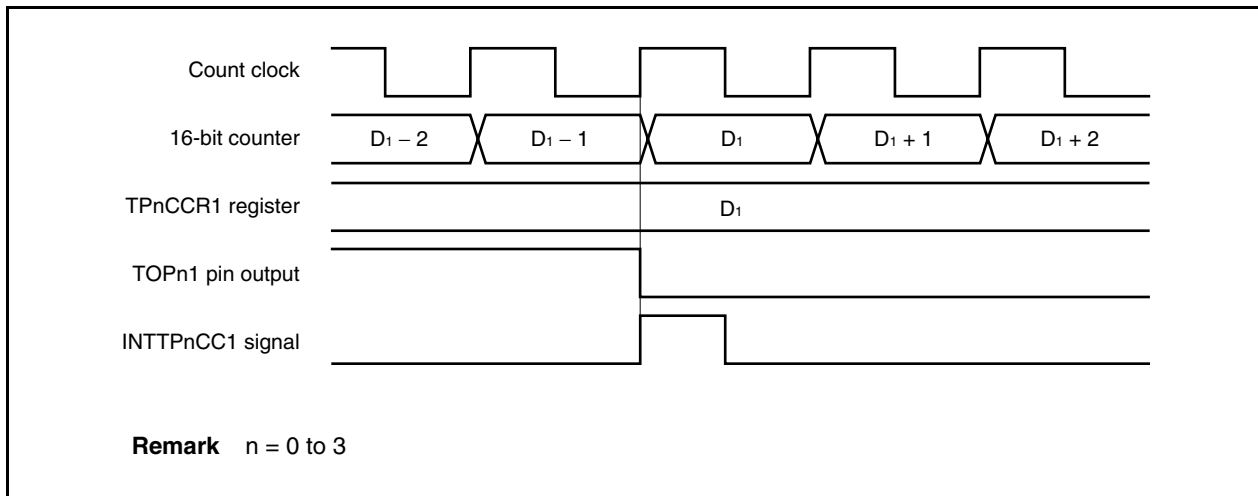 Count clock
16-bit counter
D₁ – 2 D₁ – 1 D₁ D₁ + 1 D₁ + 2
TPnCCR1 register
D₁
TOPn1 pin output
INTTPnCC1 signal
Remark n = 0 to 3